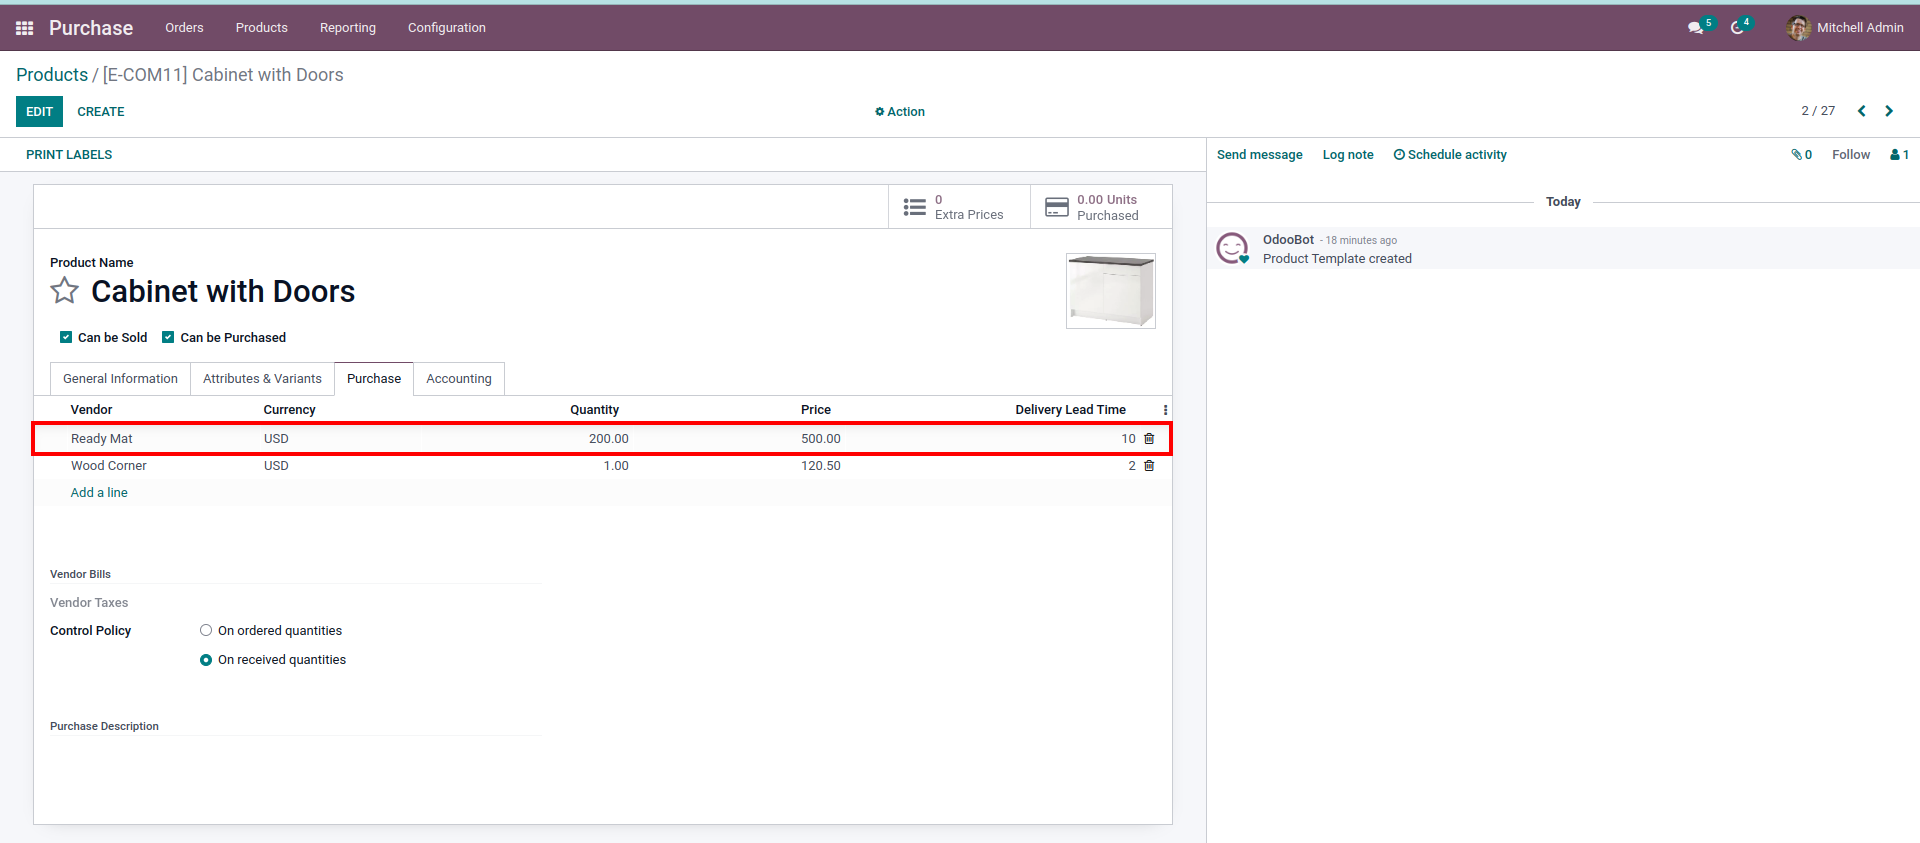 Purchase Orders Products Reporting Configuration 5 4 Mitchell Admin
Products / [E-COM11] Cabinet with Doors
EDIT CREATE Action 2 / 27
PRINT LABELS Send message Log note Schedule activity 0 Follow 1
0 Extra Prices 0.00 Units Purchased
Today
OdooBot - 18 minutes ago
Product Template created
Product Name
Cabinet with Doors
Can be Sold Can be Purchased
General Information Attributes & Variants Purchase Accounting
Vendor Currency Quantity Price Delivery Lead Time
Ready Mat USD 200.00 500.00 10
Wood Corner USD 1.00 120.50 2
Add a line
Vendor Bills
Vendor Taxes
Control Policy On ordered quantities
On received quantities
Purchase Description